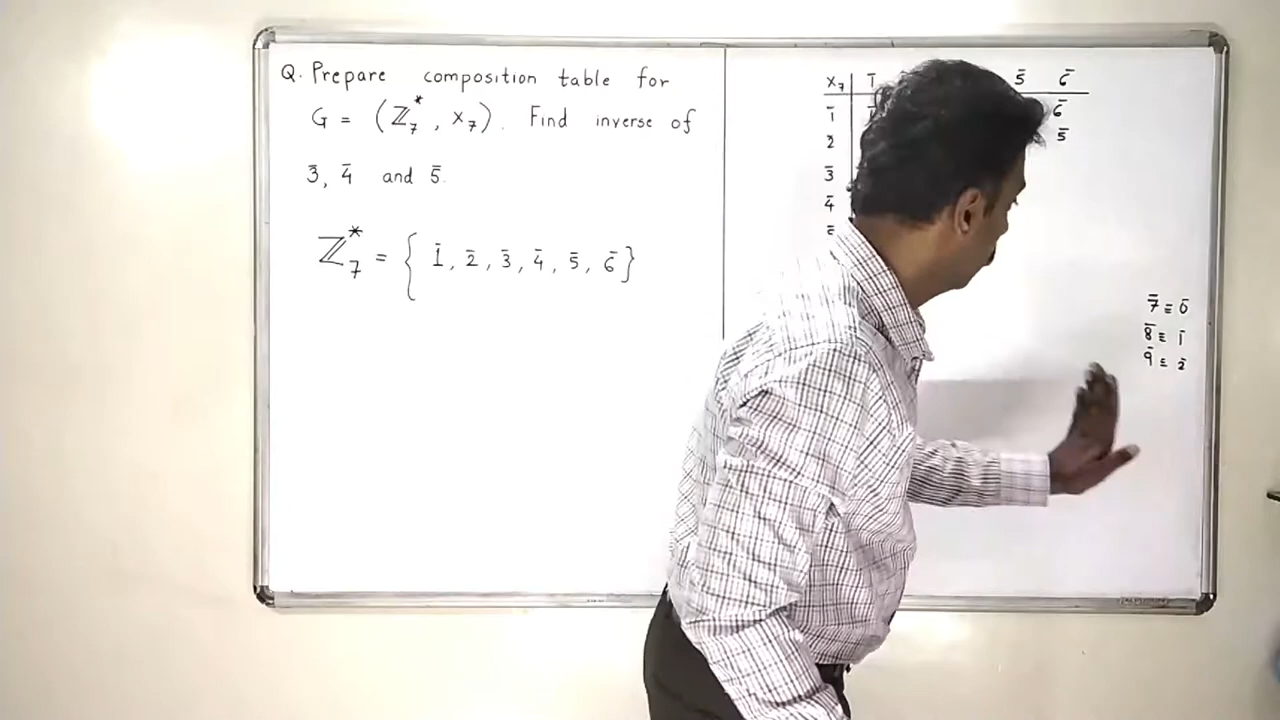 Q. Prepare composition table for
G = (ℤ₇*, ×₇). Find inverse of
3̄, 4̄ and 5̄.
ℤ₇* = { 1̄, 2̄, 3̄, 4̄, 5̄, 6̄ }
×₇ 1̄ 5̄ 6̄
1̄ 6̄
2̄ 5̄
3̄
4̄
7̄ ≡ 0̄
8̄ ≡ 1̄
9̄ ≡ 2̄